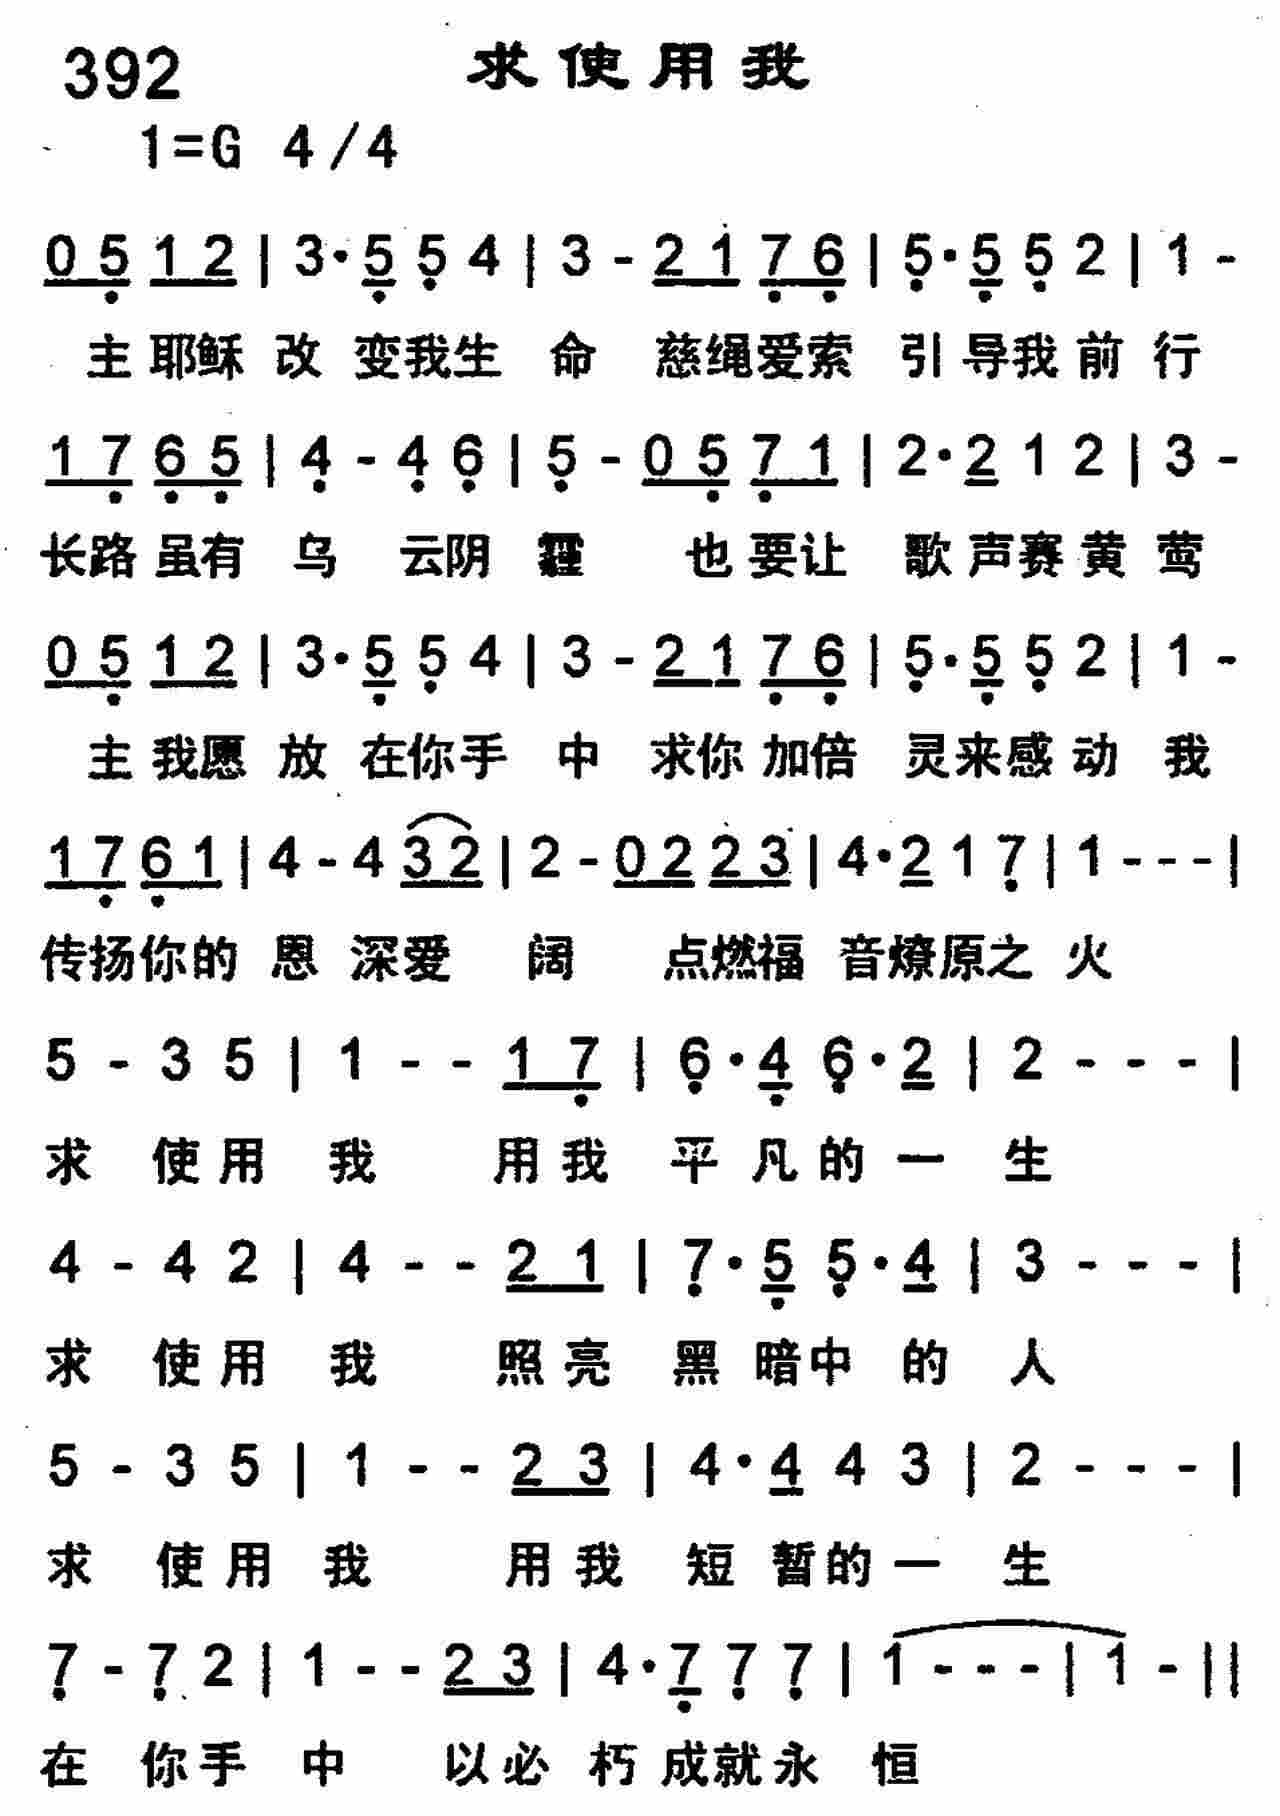 392 求使用我
1=G 4/4
0 5 1 2 | 3· 5 5 4 | 3 - 2 1 7 6 | 5· 5 5 2 | 1 -
主 耶稣 改 变我生 命 慈绳爱索 引 导我 前 行
1 7 6 5 | 4 - 4 6 | 5 - 0 5 7 1 | 2· 2 1 2 | 3 -
长路 虽有 乌 云阴 霾 也 要让 歌 声赛 黄 莺
0 5 1 2 | 3· 5 5 4 | 3 - 2 1 7 6 | 5· 5 5 2 | 1 -
主 我愿 放 在你手 中 求你 加倍 灵来感 动 我
1 7 6 1 | 4 - 4 3 2 | 2 - 0 2 2 3 | 4· 2 1 7 | 1 - - - |
传扬你的 恩 深爱 阔 点燃福 音燎原之 火
5 - 3 5 | 1 - - 1 7 | 6· 4 6· 2 | 2 - - - |
求 使 用 我 用 我 平 凡 的 一 生
4 - 4 2 | 4 - - 2 1 | 7· 5 5· 4 | 3 - - - |
求 使 用 我 照 亮 黑 暗 中 的 人
5 - 3 5 | 1 - - 2 3 | 4· 4 4 3 | 2 - - - |
求 使 用 我 用 我 短 暂 的 一 生
7 - 7 2 | 1 - - 2 3 | 4· 7 7 7 | 1 - - - | 1 - ||
在 你 手 中 以 必 朽 成就 永 恒